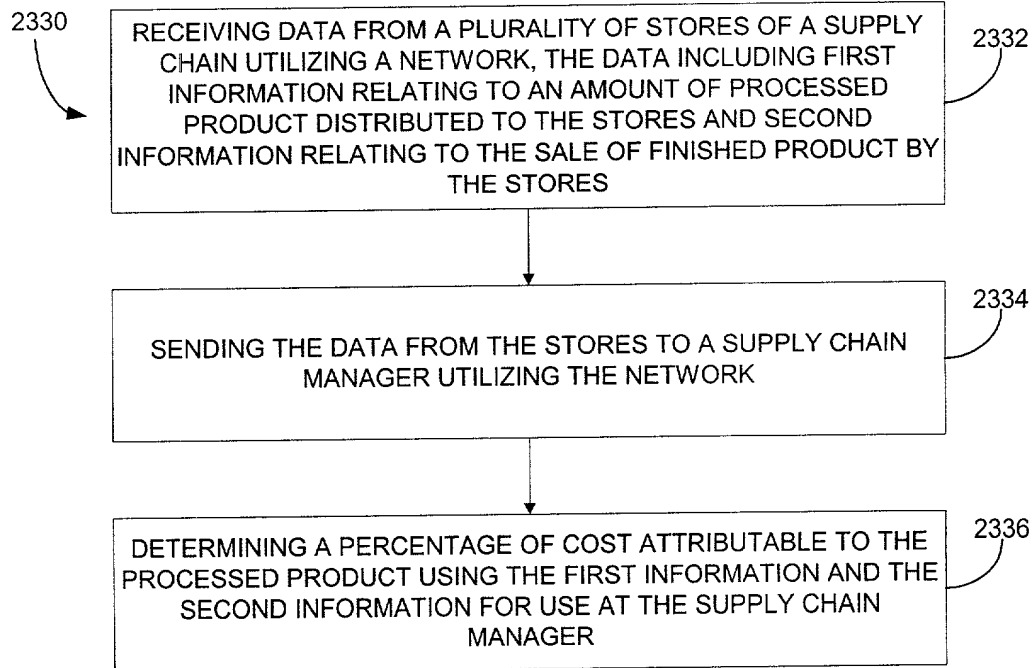 2330
RECEIVING DATA FROM A PLURALITY OF STORES OF A SUPPLY
CHAIN UTILIZING A NETWORK, THE DATA INCLUDING FIRST
INFORMATION RELATING TO AN AMOUNT OF PROCESSED
PRODUCT DISTRIBUTED TO THE STORES AND SECOND
INFORMATION RELATING TO THE SALE OF FINISHED PRODUCT BY
THE STORES
2332
SENDING THE DATA FROM THE STORES TO A SUPPLY CHAIN
MANAGER UTILIZING THE NETWORK
2334
DETERMINING A PERCENTAGE OF COST ATTRIBUTABLE TO THE
PROCESSED PRODUCT USING THE FIRST INFORMATION AND THE
SECOND INFORMATION FOR USE AT THE SUPPLY CHAIN
MANAGER
2336